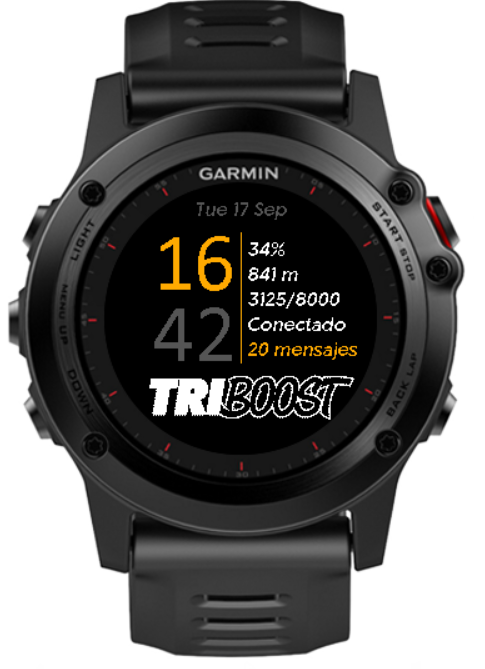 GARMIN
Tue 17 Sep
16
42
34%
841 m
3125/8000
Conectado
20 mensajes
TRIBOOST
LIGHT
MENU UP
DOWN
START STOP
BACK LAP